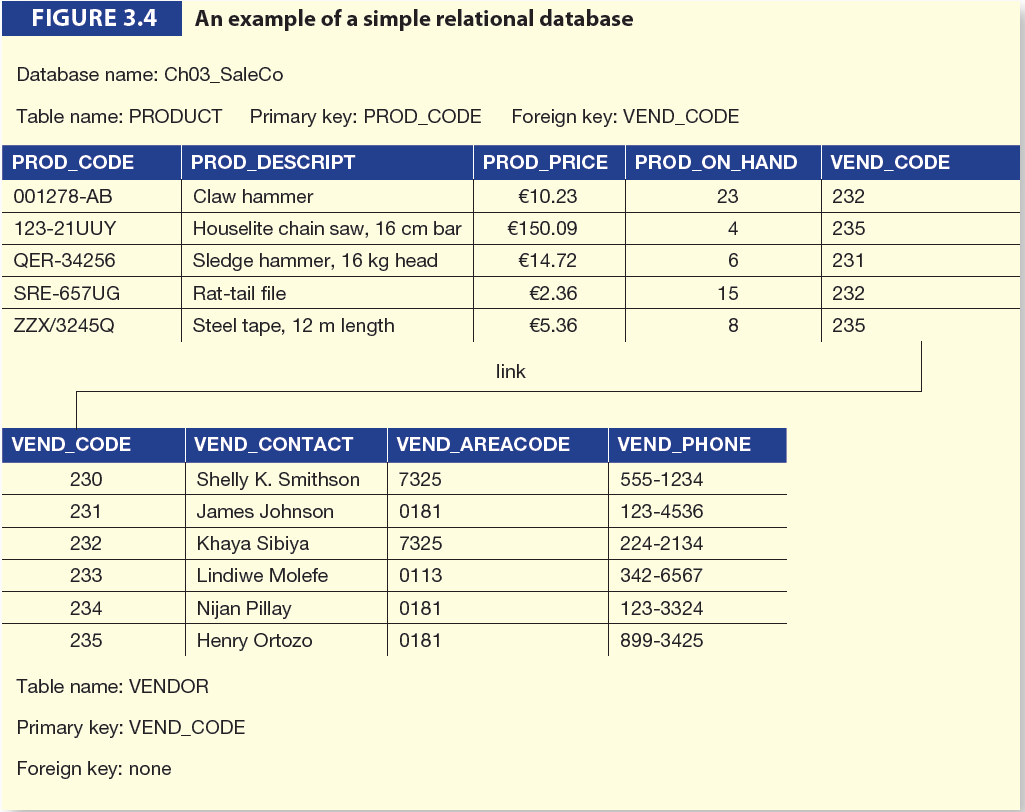 FIGURE 3.4 An example of a simple relational database
Database name: Ch03_SaleCo
Table name: PRODUCT Primary key: PROD_CODE Foreign key: VEND_CODE
PROD_CODE PROD_DESCRIPT PROD_PRICE PROD_ON_HAND VEND_CODE
001278-AB Claw hammer €10.23 23 232
123-21UUY Houselite chain saw, 16 cm bar €150.09 4 235
QER-34256 Sledge hammer, 16 kg head €14.72 6 231
SRE-657UG Rat-tail file €2.36 15 232
ZZX/3245Q Steel tape, 12 m length €5.36 8 235
link
VEND_CODE VEND_CONTACT VEND_AREACODE VEND_PHONE
230 Shelly K. Smithson 7325 555-1234
231 James Johnson 0181 123-4536
232 Khaya Sibiya 7325 224-2134
233 Lindiwe Molefe 0113 342-6567
234 Nijan Pillay 0181 123-3324
235 Henry Ortozo 0181 899-3425
Table name: VENDOR
Primary key: VEND_CODE
Foreign key: none